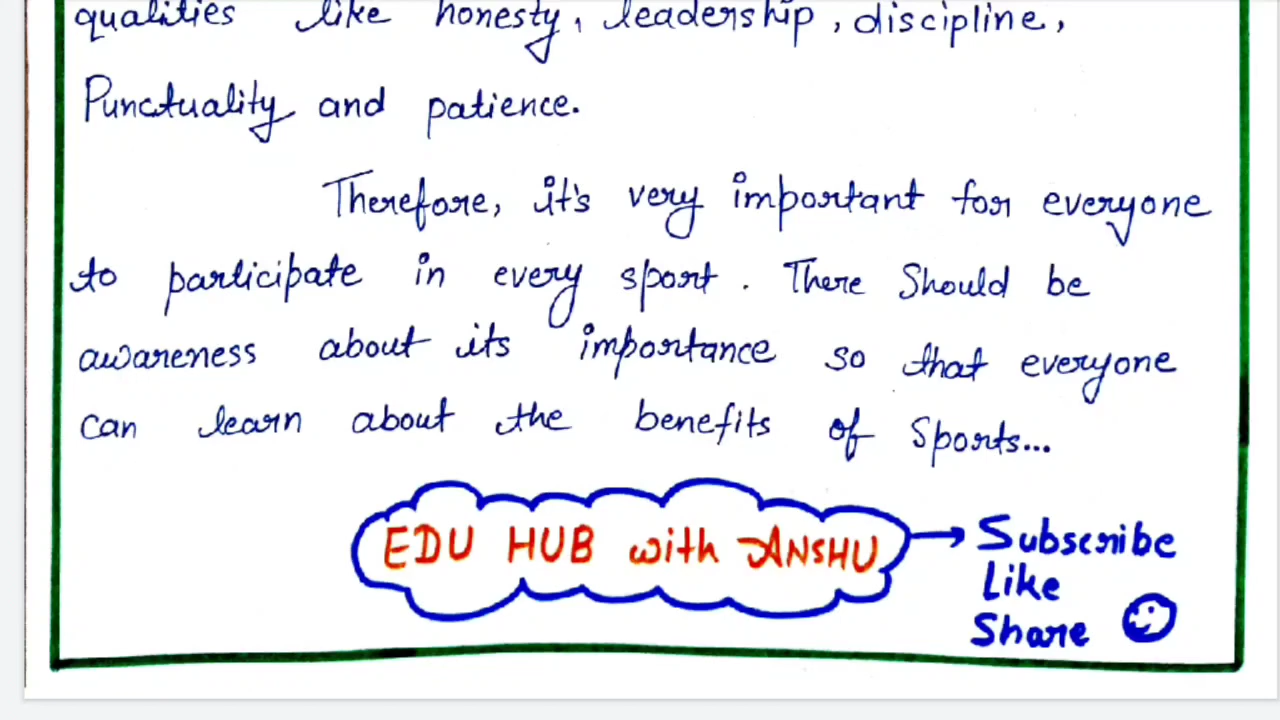 qualities like honesty, leadership, discipline,
Punctuality and patience.
Therefore, it's very important for everyone
to participate in every sport. There Should be
awareness about its importance so that everyone
can learn about the benefits of Sports...
EDU HUB with ANSHU → Subscribe
Like
Share